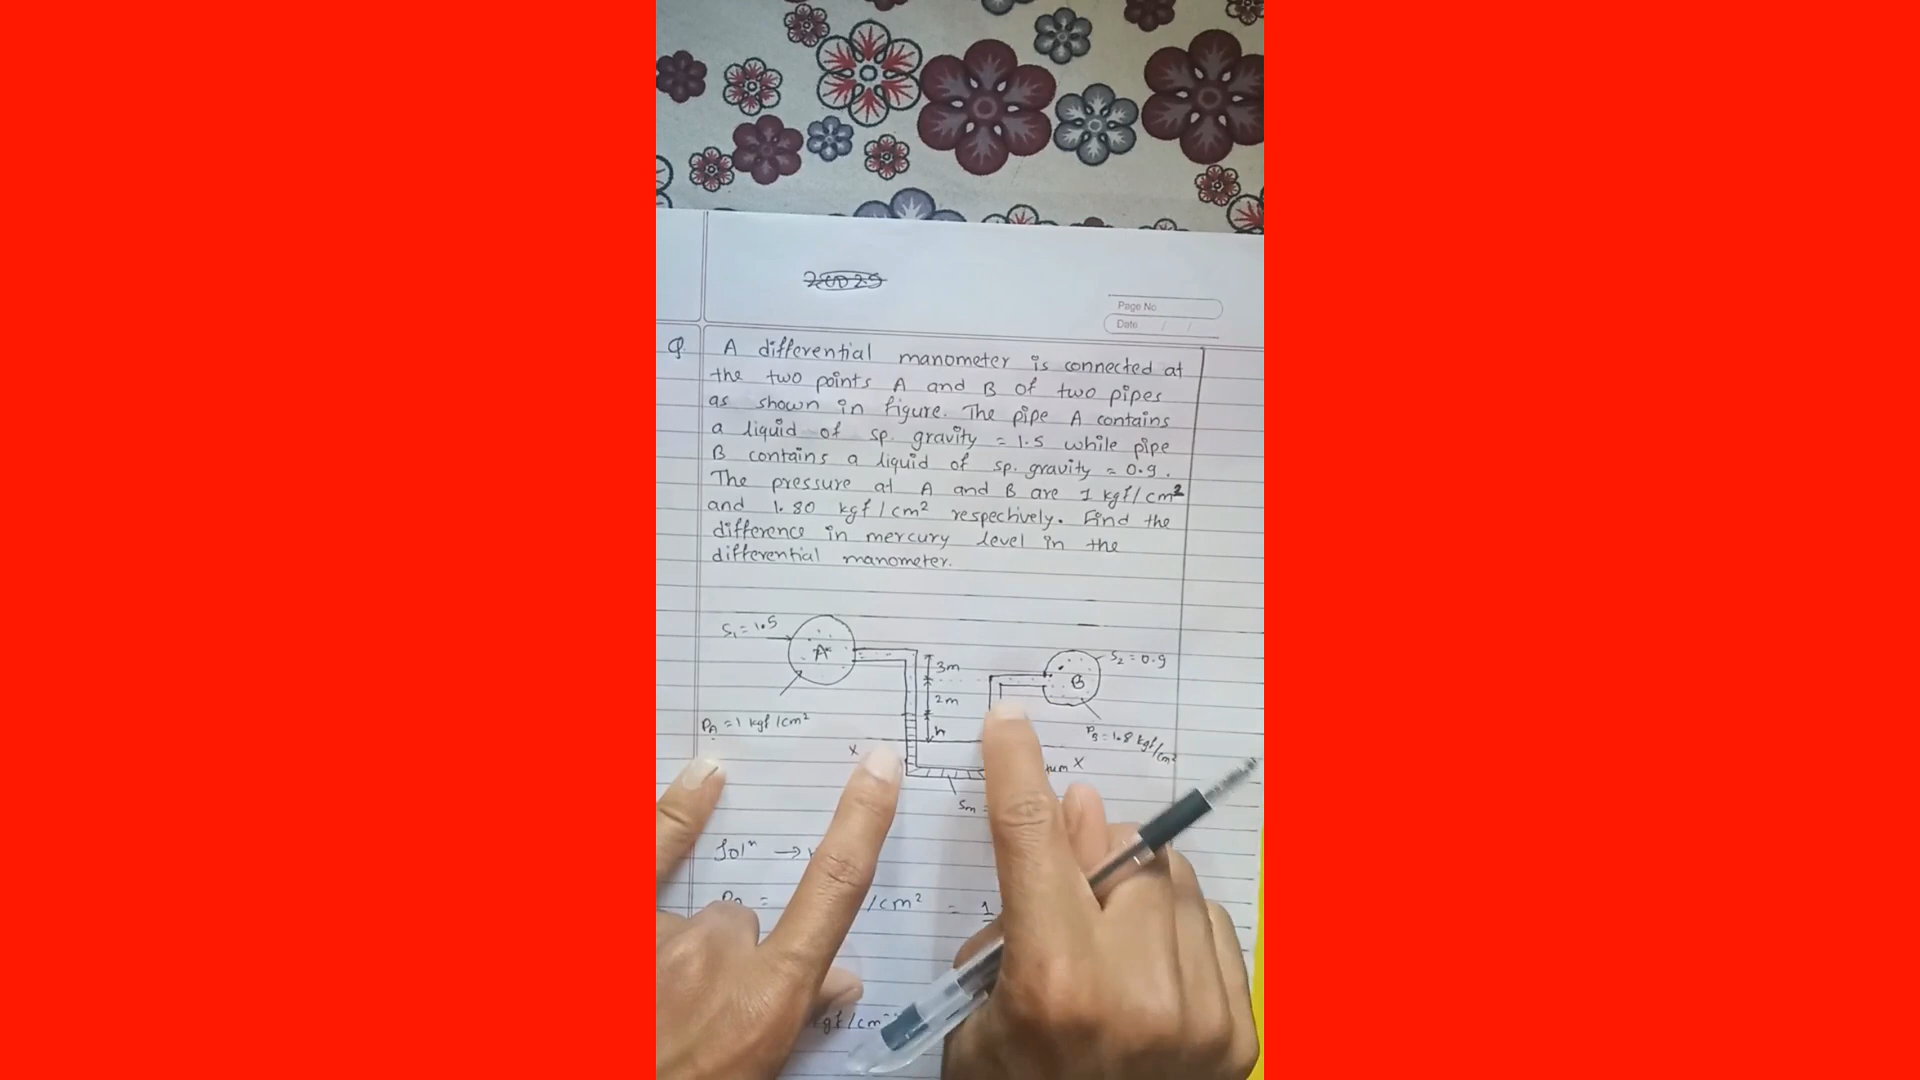 Page No
Date / /
Q. A differential manometer is connected at
the two points A and B of two pipes
as shown in figure. The pipe A contains
a liquid of sp. gravity = 1.5 while pipe
B contains a liquid of sp. gravity = 0.9.
The pressure at A and B are 1 kgf/cm²
and 1.80 kgf/cm² respectively. Find the
difference in mercury level in the
differential manometer.
S₁ = 1.5
A
3m
S₂ = 0.9
B
2m
PA = 1 kgf/cm²
h
PB = 1.8 kgf/cm²
X
X
Sm =
Solⁿ →
/cm² = 1
kgf/cm²